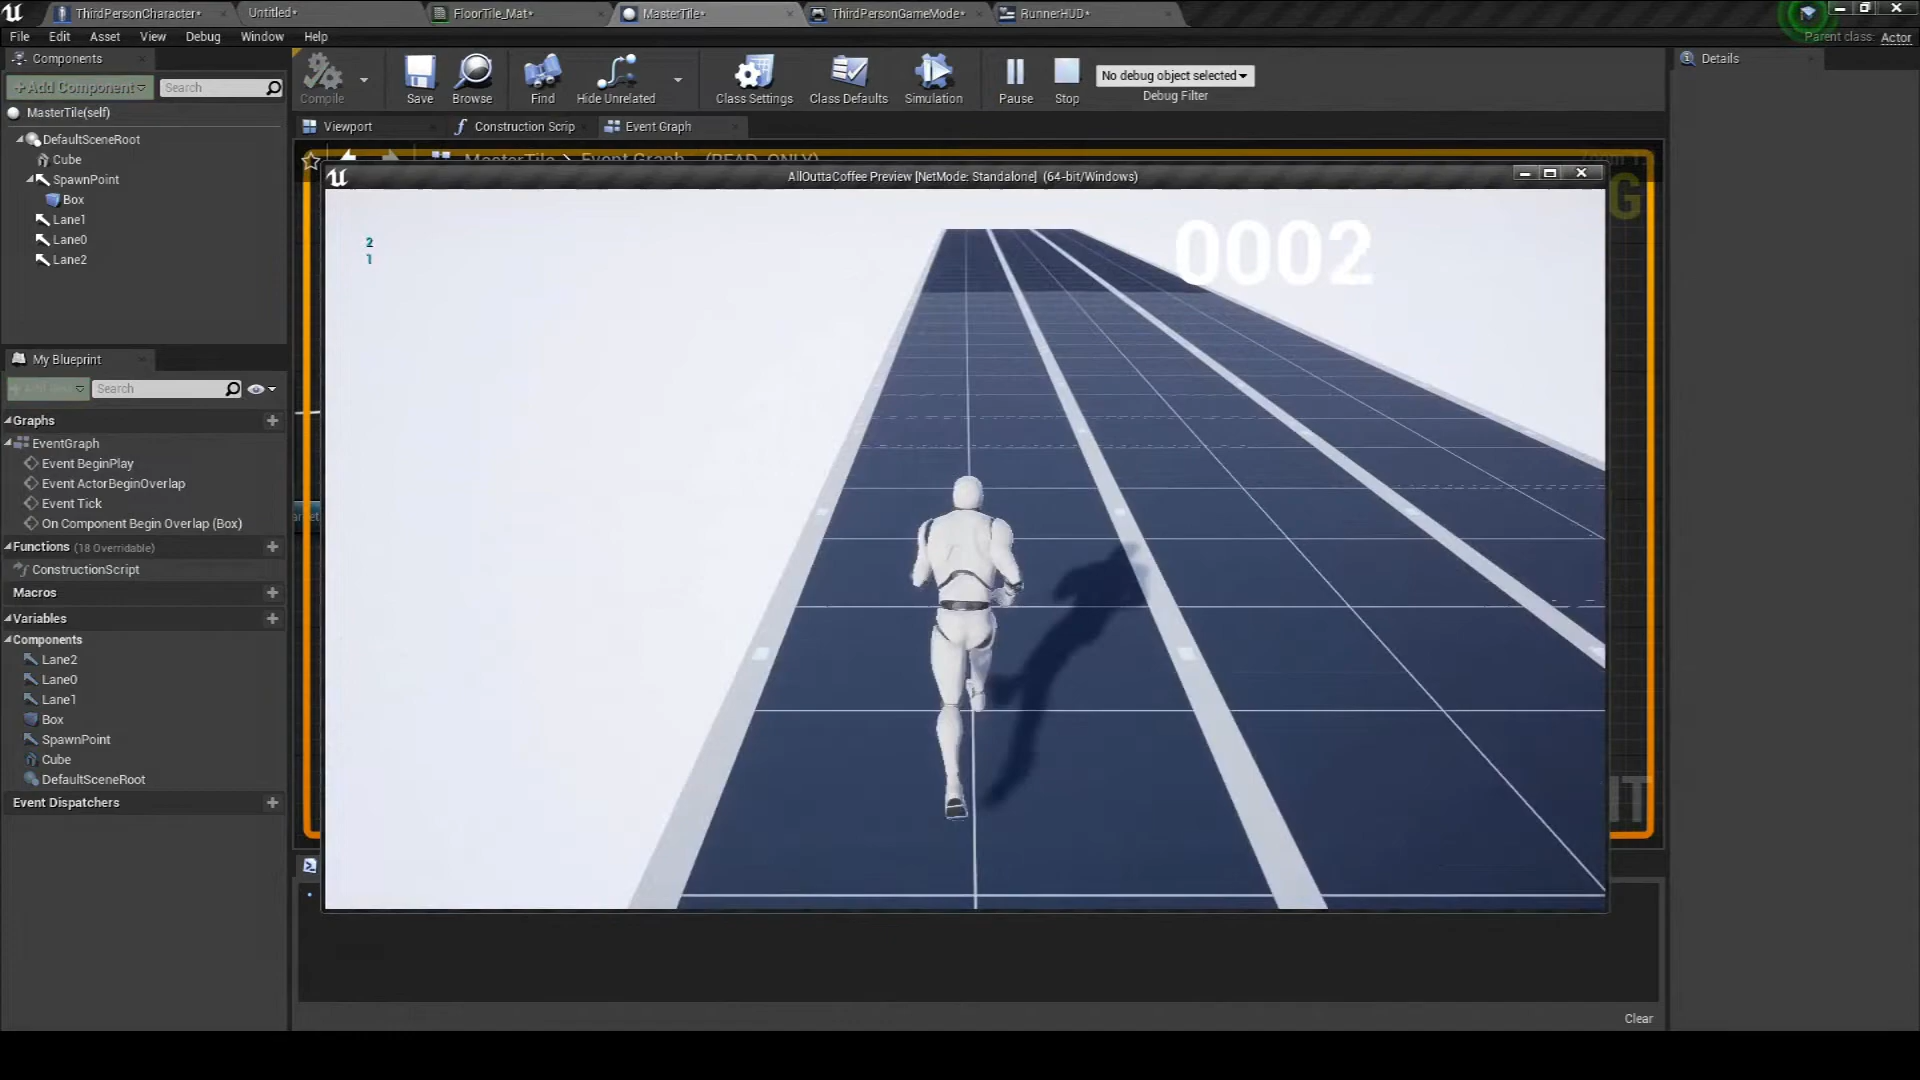 ThirdPersonCharacter*
Untitled*
FloorTile_Mat*
MasterTile*
ThirdPersonGameMode*
RunnerHUD*
File
Edit
Asset
View
Debug
Window
Help
Parent class: Actor
Components
+Add Component
Search
MasterTile(self)
DefaultSceneRoot
Cube
SpawnPoint
Box
Lane1
Lane0
Lane2
Compile
Save
Browse
Find
Hide Unrelated
Class Settings
Class Defaults
Simulation
Pause
Stop
No debug object selected
Debug Filter
Details
Viewport
Construction Scrip
Event Graph
MasterTile > Event Graph (READ-ONLY)
AllOuttaCoffee Preview [NetMode: Standalone] (64-bit/Windows)
2
1
0002
My Blueprint
Search
Graphs
EventGraph
Event BeginPlay
Event ActorBeginOverlap
Event Tick
On Component Begin Overlap (Box)
Functions (18 Overridable)
ConstructionScript
Macros
Variables
Components
Lane2
Lane0
Lane1
Box
SpawnPoint
Cube
DefaultSceneRoot
Event Dispatchers
Clear